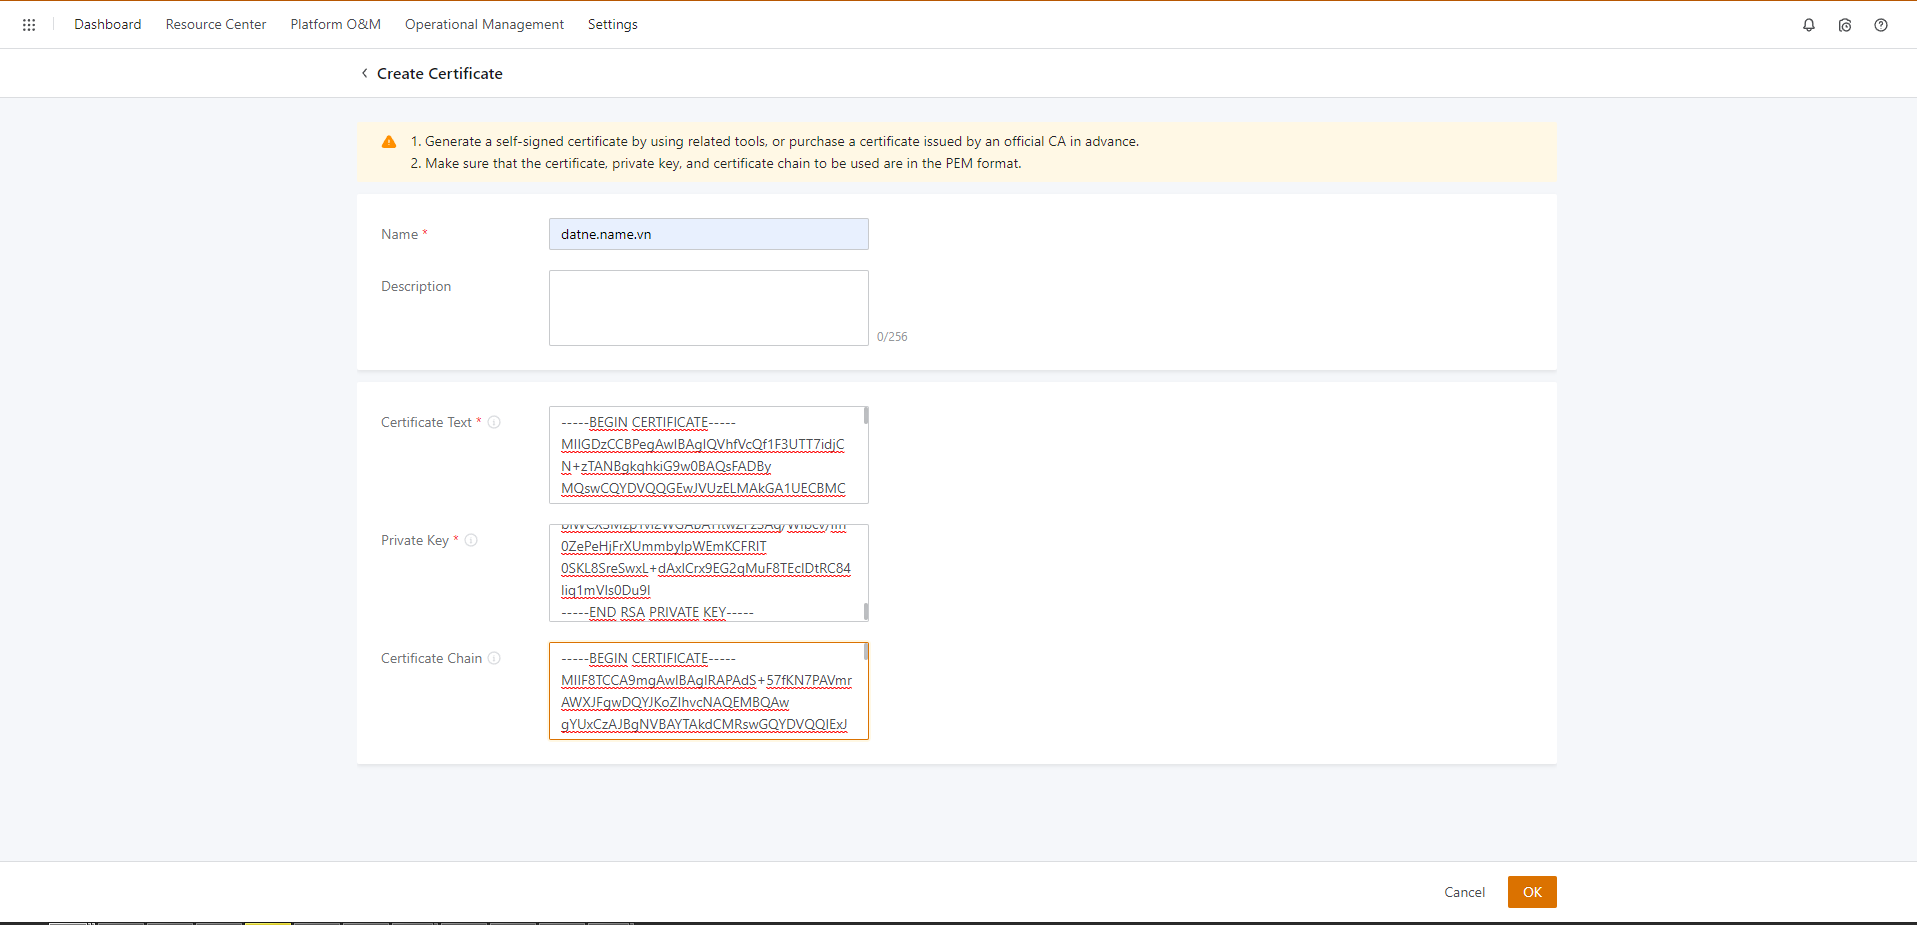 Dashboard Resource Center Platform O&M Operational Management Settings
Create Certificate
1. Generate a self-signed certificate by using related tools, or purchase a certificate issued by an official CA in advance.
2. Make sure that the certificate, private key, and certificate chain to be used are in the PEM format.
Name * datne.name.vn
Description
0/256
Certificate Text *
-----BEGIN CERTIFICATE-----
MIIGDzCCBPegAwIBAgIQVhfVcQf1F3UTT7idjC
N+zTANBgkqhkiG9w0BAQsFADBy
MQswCQYDVQQGEwJVUzELMAkGA1UECBMC
Private Key *
0ZePeHjFrXUmmbylpWEmKCFRIT
0SKL8SreSwxL+dAxlCrx9EG2qMuF8TEclDtRC84
liq1mVls0Du9l
-----END RSA PRIVATE KEY-----
Certificate Chain
-----BEGIN CERTIFICATE-----
MIIF8TCCA9mgAwIBAgIRAPAdS+57fKN7PAVmr
AWXJFgwDQYJKoZIhvcNAQEMBQAw
gYUxCzAJBgNVBAYTAkdCMRswGQYDVQQIExJ
Cancel OK